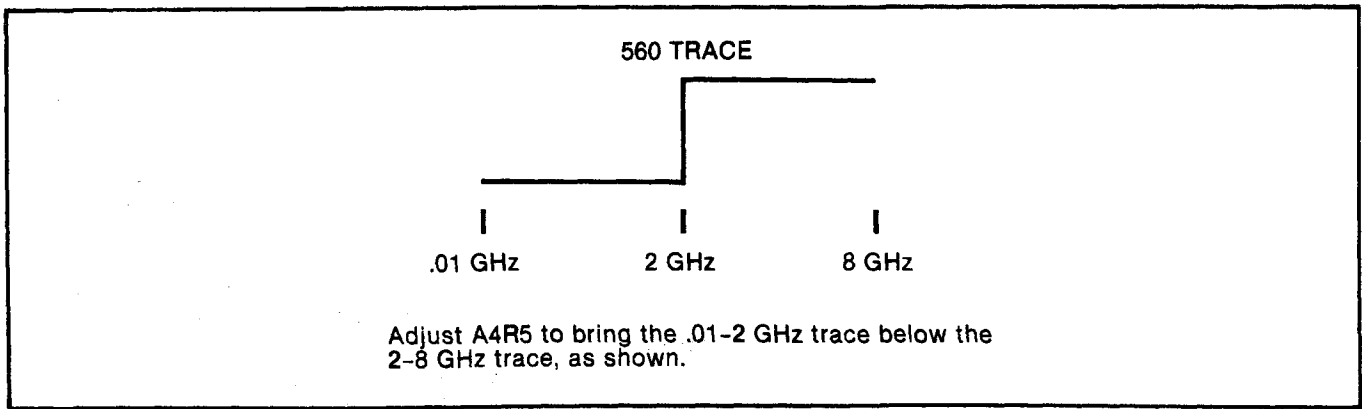 560 TRACE
.01 GHz 2 GHz 8 GHz
Adjust A4R5 to bring the .01-2 GHz trace below the
2-8 GHz trace, as shown.